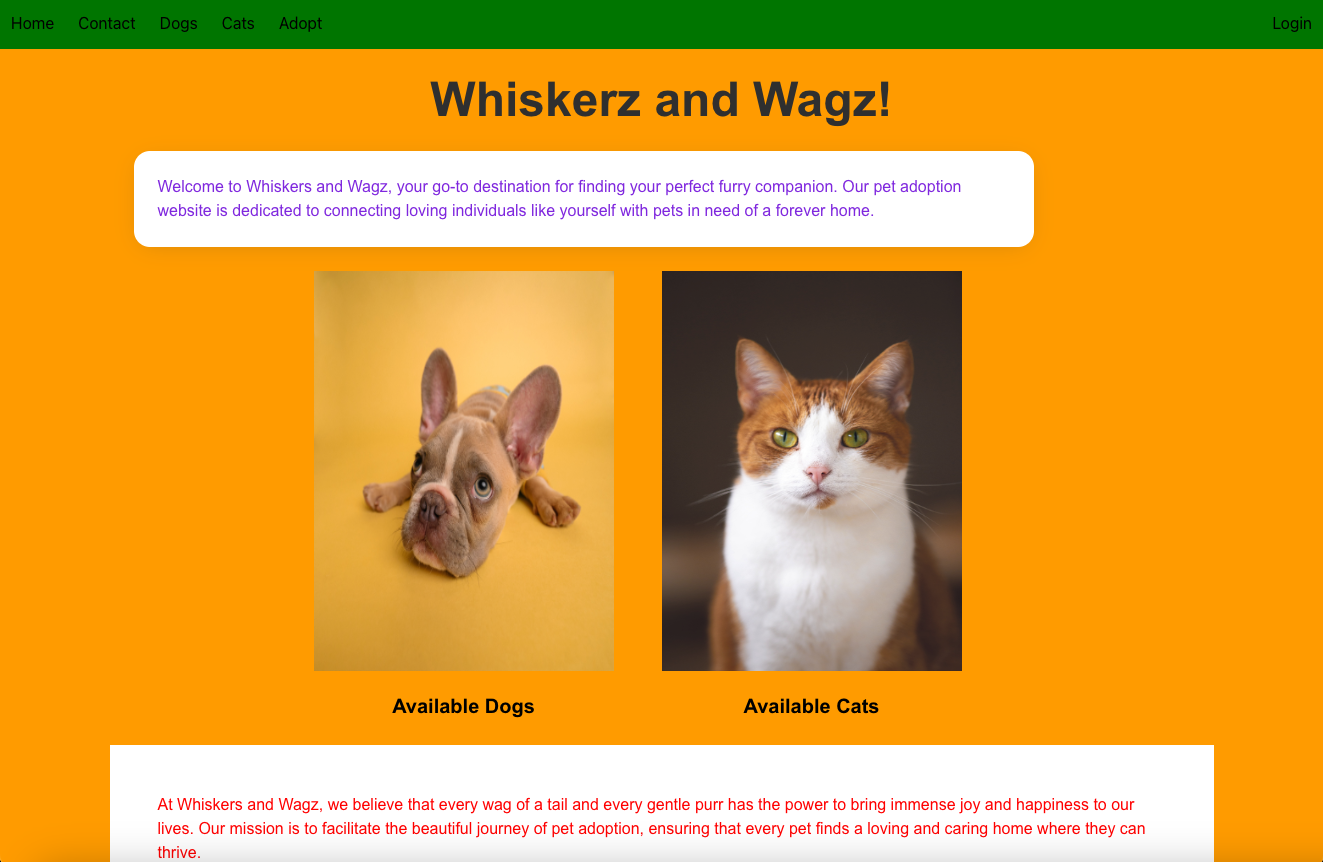 Home Contact Dogs Cats Adopt Login
Whiskerz and Wagz!
Welcome to Whiskers and Wagz, your go-to destination for finding your perfect furry companion. Our pet adoption
website is dedicated to connecting loving individuals like yourself with pets in need of a forever home.
Available Dogs Available Cats
At Whiskers and Wagz, we believe that every wag of a tail and every gentle purr has the power to bring immense joy and happiness to our
lives. Our mission is to facilitate the beautiful journey of pet adoption, ensuring that every pet finds a loving and caring home where they can
thrive.